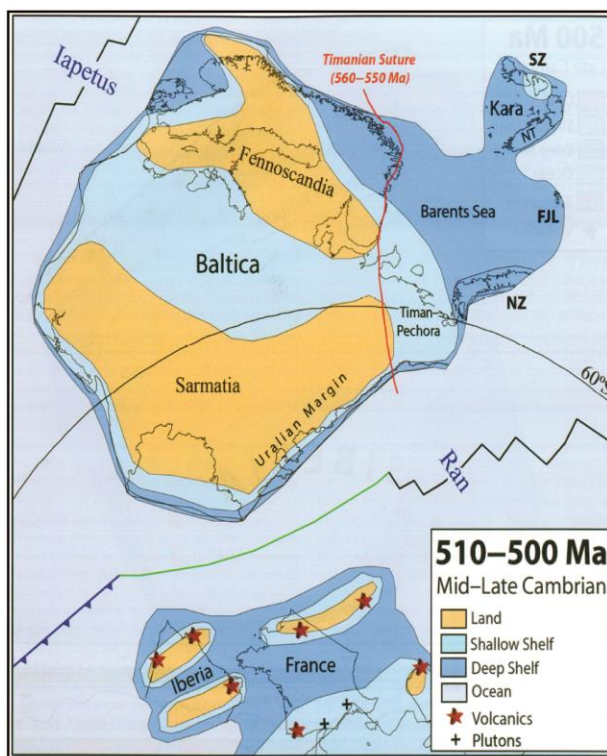 Iapetus
Timanian Suture
(560–550 Ma)
SZ
Kara
NT
Fennoscandia
Barents Sea
FJL
Baltica
NZ
Timan-
Pechora
60°S
Sarmatia
Uralian Margin
Ran
510–500 Ma
Mid–Late Cambrian
Land
Shallow Shelf
Deep Shelf
Ocean
Volcanics
Plutons
Iberia
France